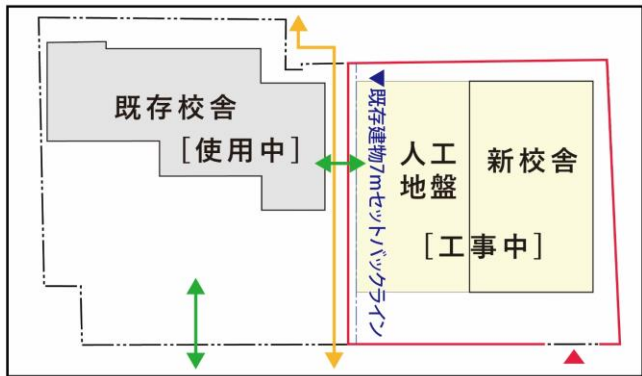 既存校舎
[使用中]
▼既存建物7mセットバックライン
人工
地盤
新校舎
[工事中]